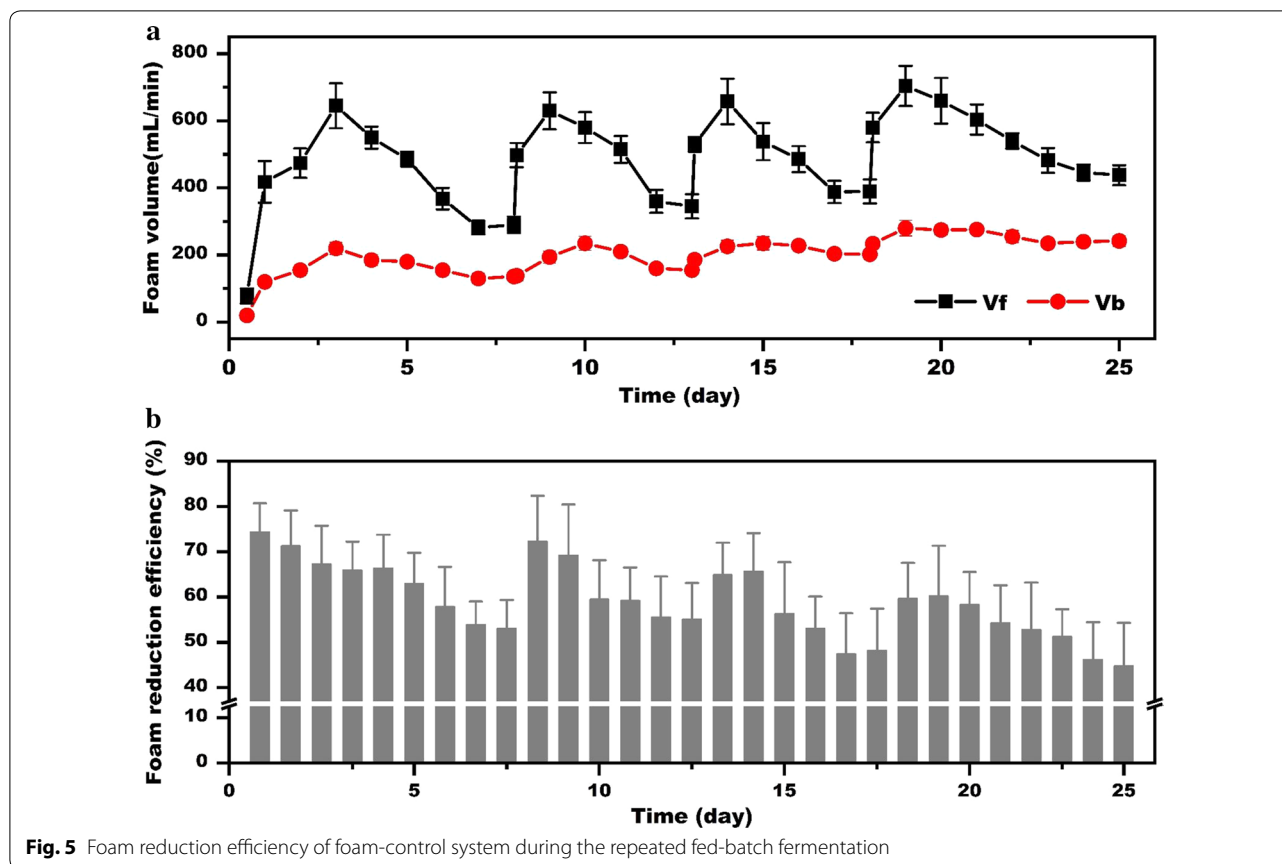 a
800
600
400
200
0
Foam volume(mL/min)
Vf Vb
0 5 10 15 20 25
Time (day)
b
90
80
70
60
50
40
10
0
Foam reduction efficiency (%)
0 5 10 15 20 25
Time (day)
Fig. 5 Foam reduction efficiency of foam-control system during the repeated fed-batch fermentation